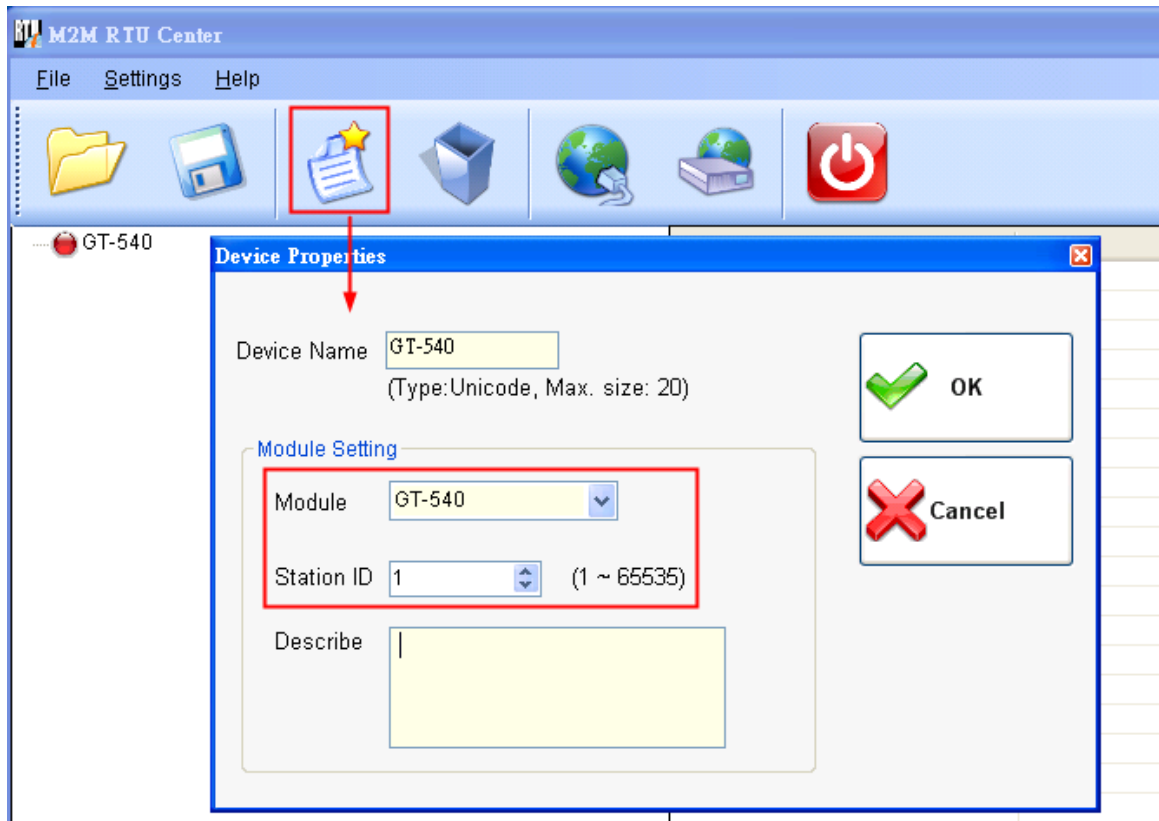 RTU M2M RTU Center
File Settings Help
GT-540
Device Properties
Device Name GT-540
(Type:Unicode, Max. size: 20)
OK
Module Setting
Module GT-540
Cancel
Station ID 1 (1 ~ 65535)
Describe